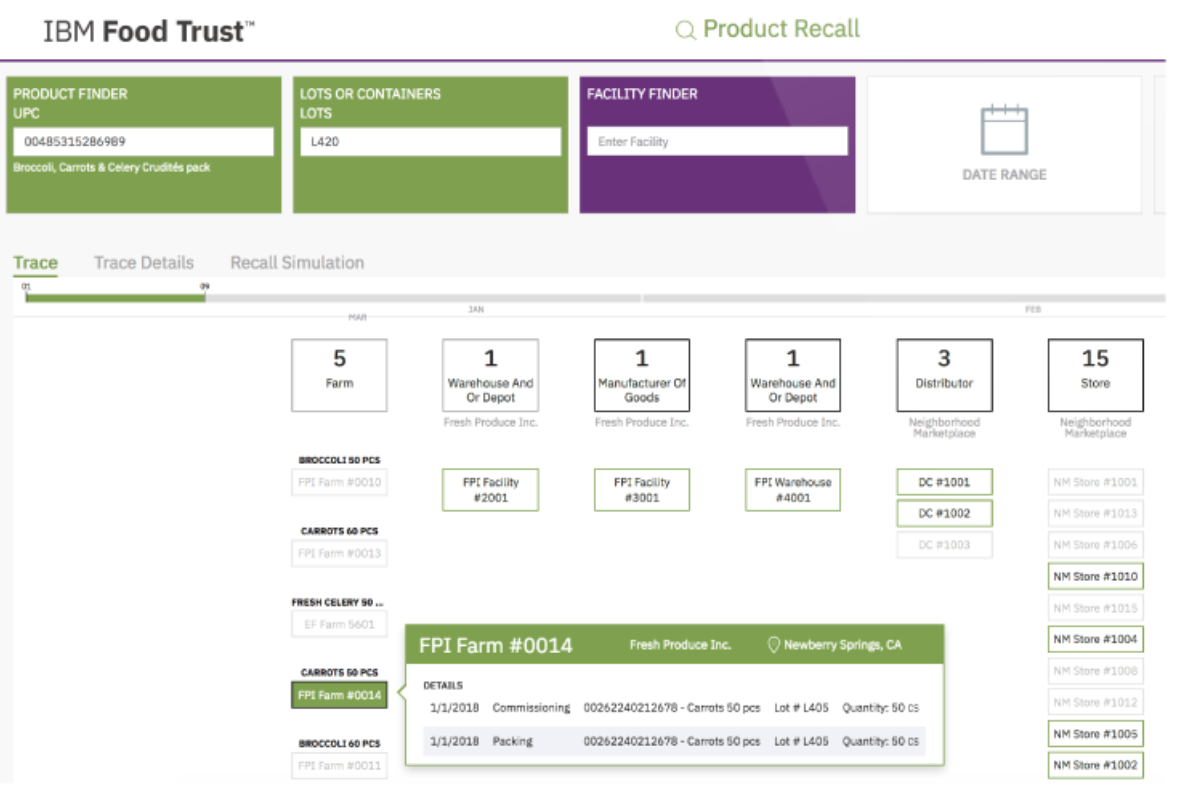 IBM Food Trust™
Product Recall
PRODUCT FINDER
UPC
00485315286989
Broccoli, Carrots & Celery Crudités pack
LOTS OR CONTAINERS
LOTS
L420
FACILITY FINDER
Enter Facility
DATE RANGE
Trace
Trace Details
Recall Simulation
01
09
MAR
JAN
FEB
5
Farm
1
Warehouse And
Or Depot
Fresh Produce Inc.
1
Manufacturer Of
Goods
Fresh Produce Inc.
1
Warehouse And
Or Depot
Fresh Produce Inc.
3
Distributor
Neighborhood
Marketplace
15
Store
Neighborhood
Marketplace
BROCCOLI 50 PCS
FPI Farm #0010
CARROTS 60 PCS
FPI Farm #0013
FRESH CELERY 50 ...
EF Farm 5601
CARROTS 50 PCS
FPI Farm #0014
BROCCOLI 60 PCS
FPI Farm #0011
FPI Facility
#2001
FPI Facility
#3001
FPI Warehouse
#4001
DC #1001
DC #1002
DC #1003
NM Store #1001
NM Store #1013
NM Store #1006
NM Store #1010
NM Store #1015
NM Store #1004
NM Store #1008
NM Store #1012
NM Store #1005
NM Store #1002
FPI Farm #0014 Fresh Produce Inc. Newberry Springs, CA
DETAILS
1/1/2018 Commissioning 00262240212678 - Carrots 50 pcs Lot # L405 Quantity: 50 CS
1/1/2018 Packing 00262240212678 - Carrots 50 pcs Lot # L405 Quantity: 50 CS